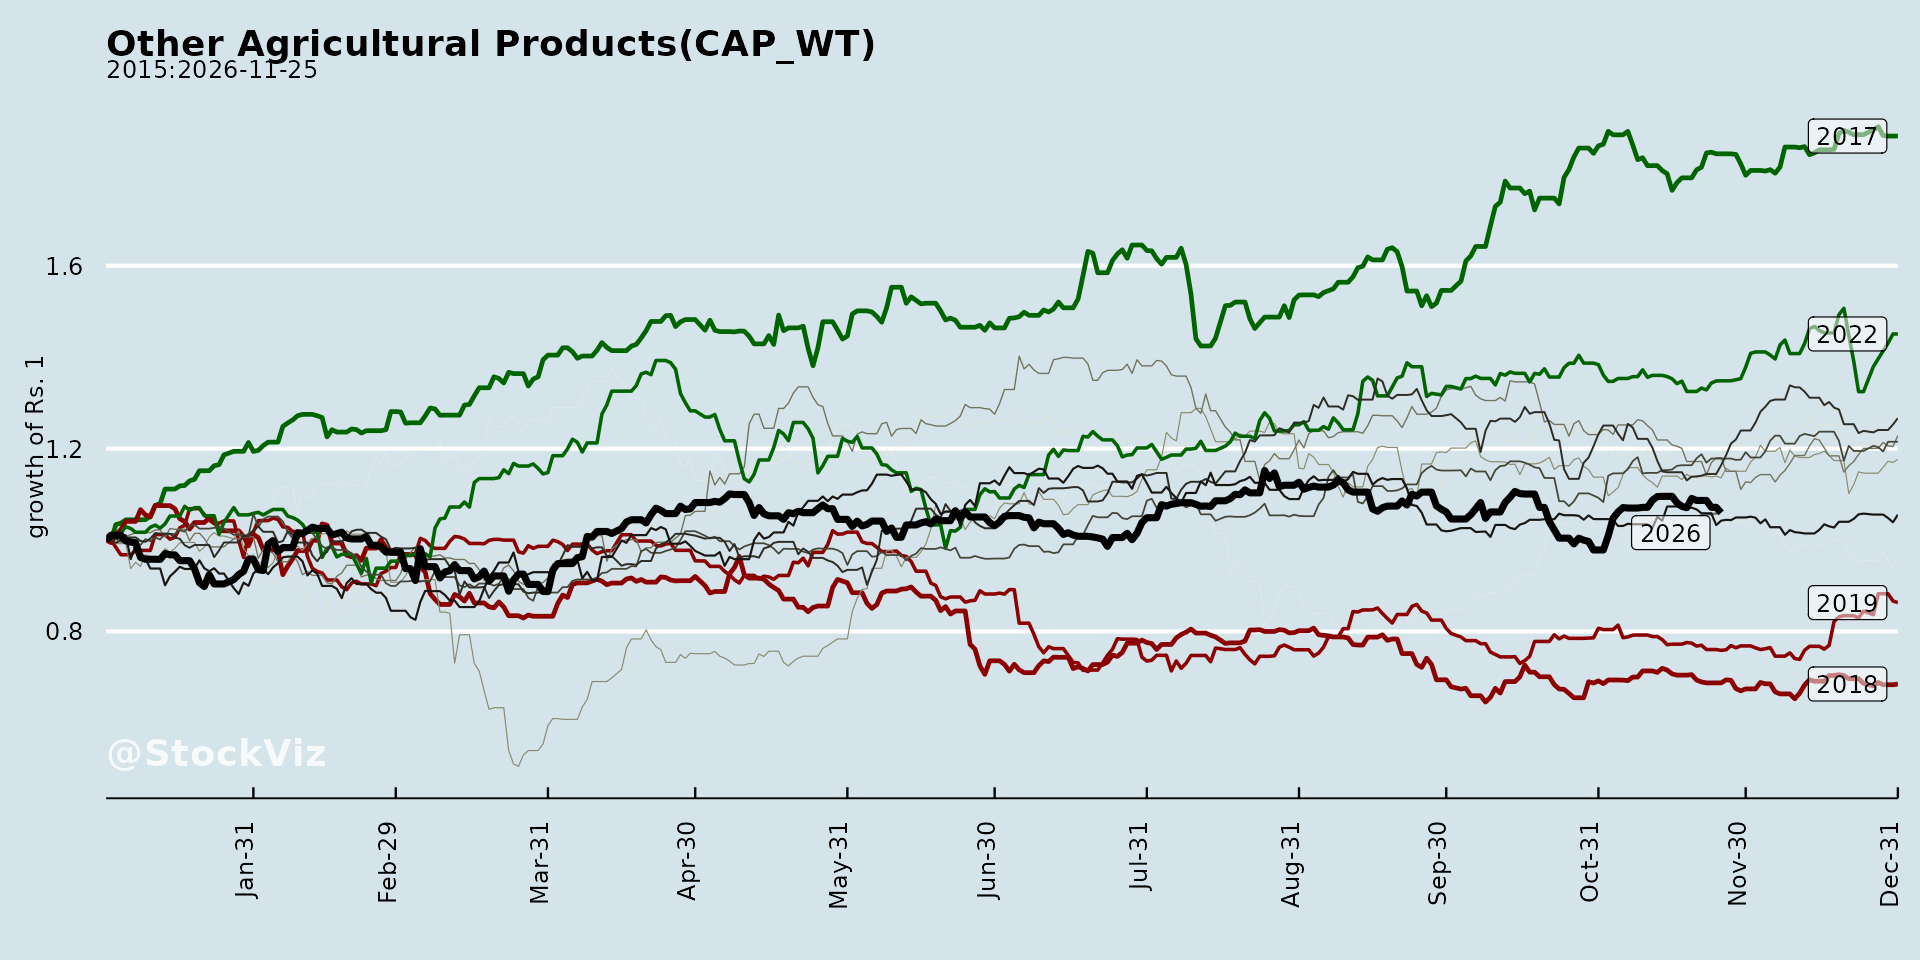 Other Agricultural Products(CAP_WT)
2015:2026-11-25
2017
1.6
2022
growth of Rs. 1
1.2
2026
2019
0.8
2018
@StockViz
Jan-31
Feb-29
Mar-31
Apr-30
May-31
Jun-30
Jul-31
Aug-31
Sep-30
Oct-31
Nov-30
Dec-31